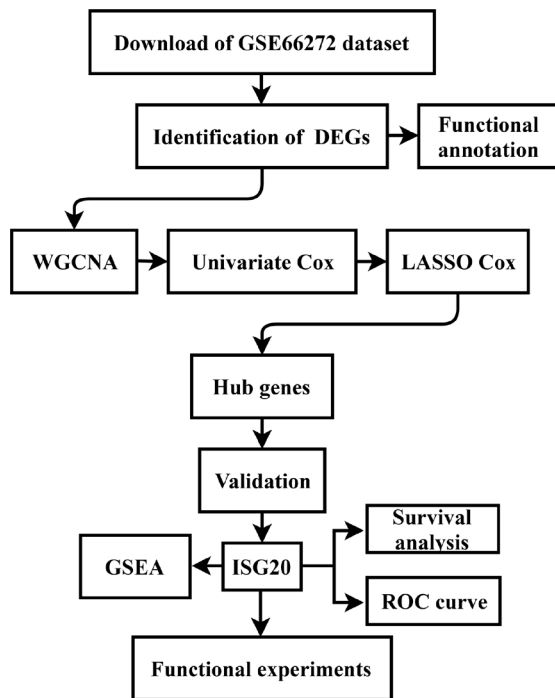 Download of GSE66272 dataset
Identification of DEGs
Functional
annotation
WGCNA
Univariate Cox
LASSO Cox
Hub genes
Validation
Survival
analysis
GSEA
ISG20
ROC curve
Functional experiments